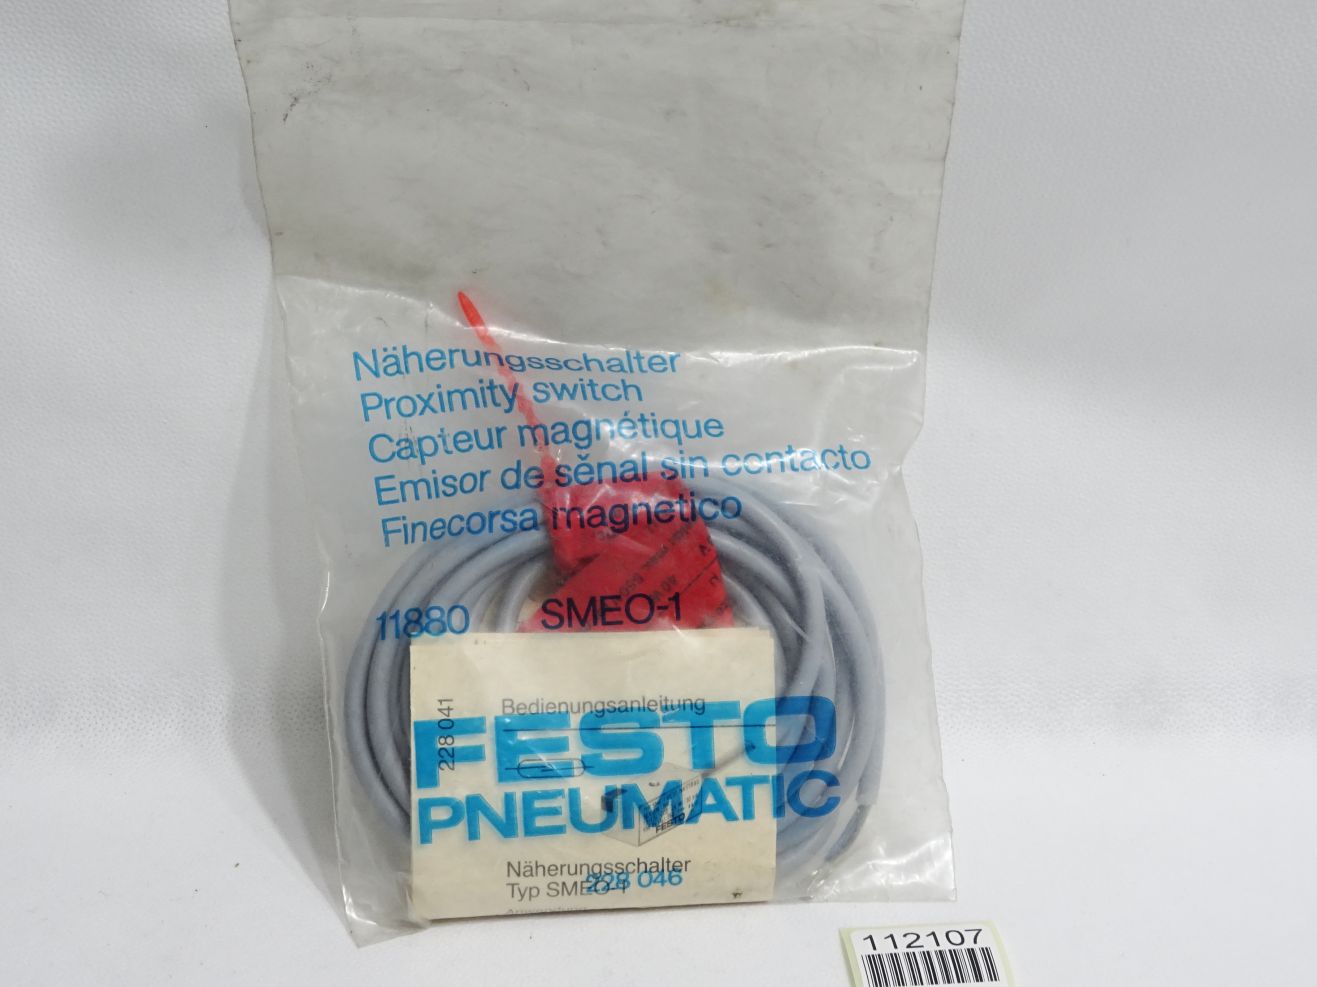 Näherungsschalter
Proximity switch
Capteur magnétique
Emisor de sěnal sin contacto
Finecorsa magnetico
11880 SMEO-1
228 041
Bedienungsanleitung
FESTO
PNEUMATIC
FESTO
Näherungsschalter
Typ SMEO-1
228 046
112107